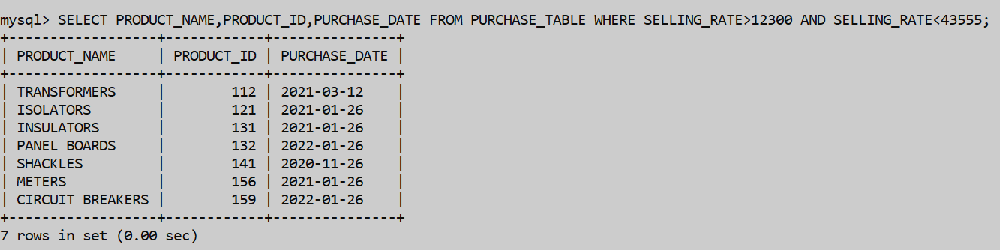 mysql> SELECT PRODUCT_NAME,PRODUCT_ID,PURCHASE_DATE FROM PURCHASE_TABLE WHERE SELLING_RATE>12300 AND SELLING_RATE<43555;
+------------------+------------+---------------+
| PRODUCT_NAME     | PRODUCT_ID | PURCHASE_DATE |
+------------------+------------+---------------+
| TRANSFORMERS     |        112 | 2021-03-12    |
| ISOLATORS        |        121 | 2021-01-26    |
| INSULATORS       |        131 | 2021-01-26    |
| PANEL BOARDS     |        132 | 2022-01-26    |
| SHACKLES         |        141 | 2020-11-26    |
| METERS           |        156 | 2021-01-26    |
| CIRCUIT BREAKERS |        159 | 2022-01-26    |
+------------------+------------+---------------+
7 rows in set (0.00 sec)